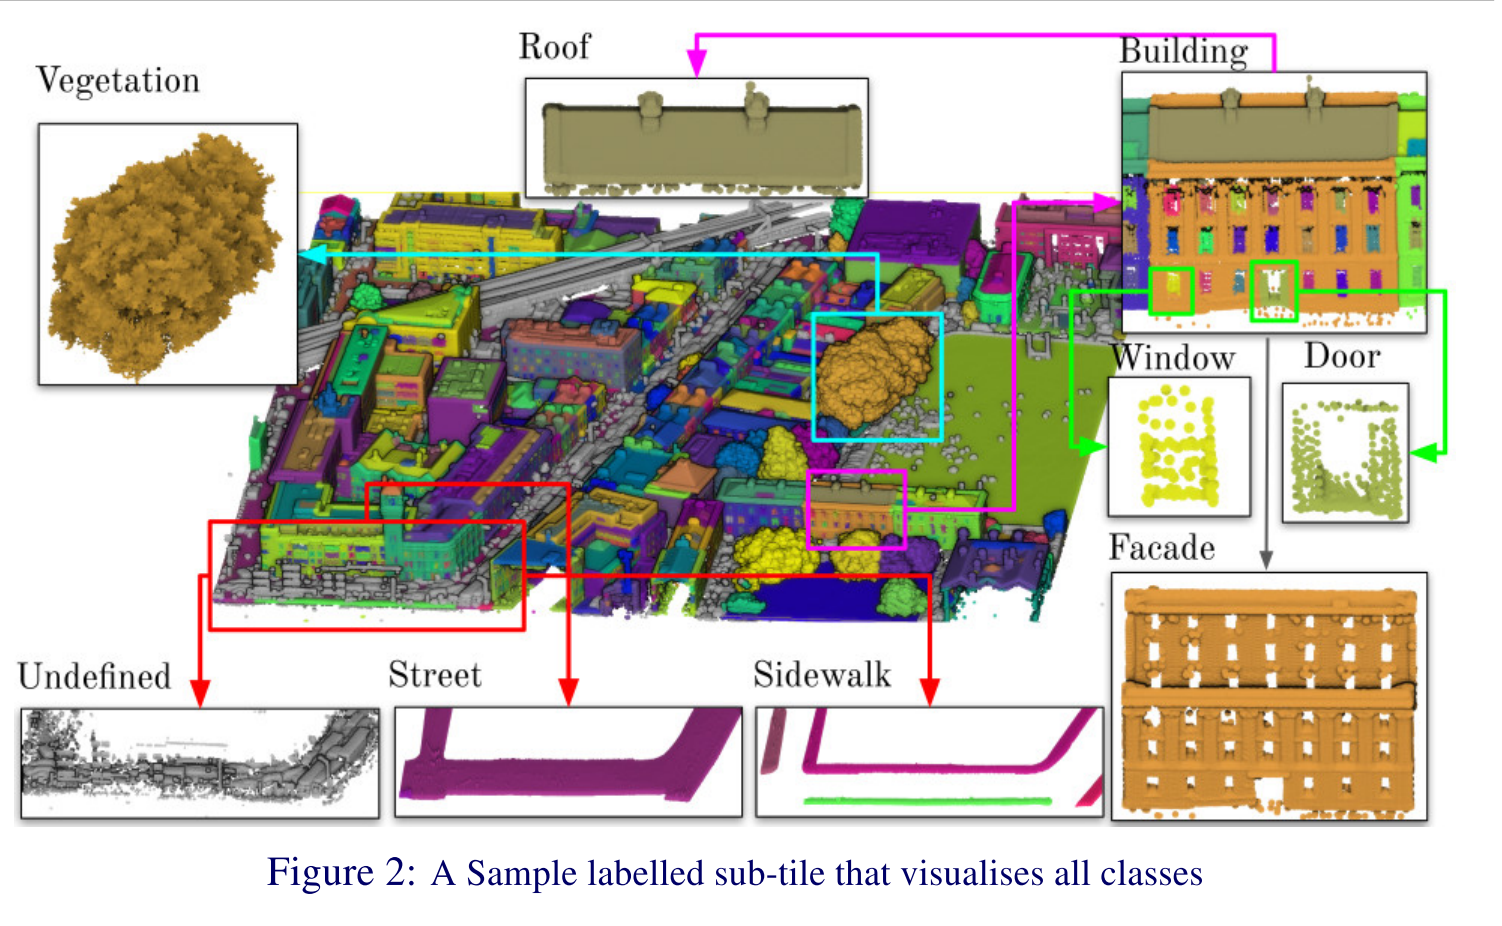 Vegetation
Roof
Building
Window
Door
Facade
Undefined
Street
Sidewalk
Figure 2: A Sample labelled sub-tile that visualises all classes